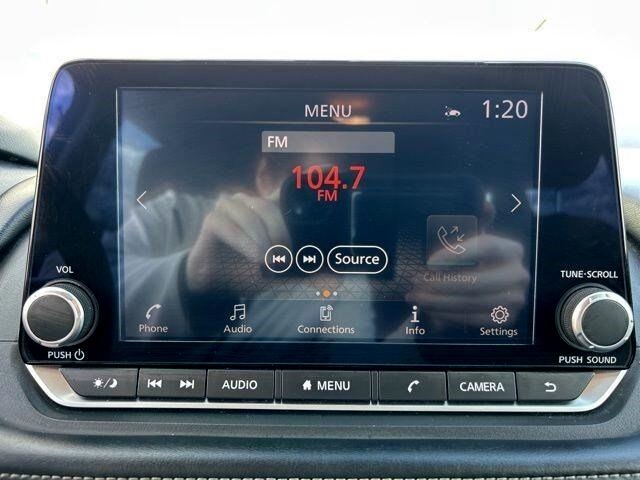 MENU
1:20
FM
104.7
FM
Source
Call History
Phone
Audio
Connections
Info
Settings
VOL
PUSH
TUNE·SCROLL
PUSH SOUND
AUDIO
MENU
CAMERA